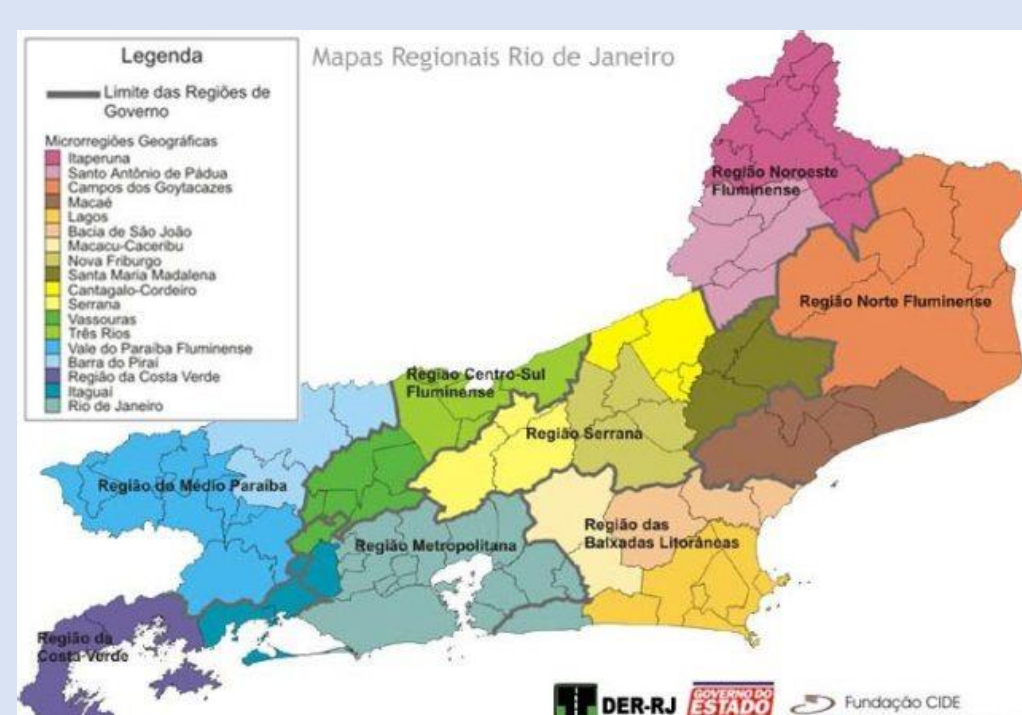 Legenda
Limite das Regiões de
Governo
Microrregiões Geográficas
Itaperuna
Santo Antônio de Pádua
Campos dos Goytacazes
Macaé
Lagos
Bacia de São João
Macacu-Caceribu
Nova Friburgo
Santa Maria Madalena
Cantagalo-Cordeiro
Serrana
Vassouras
Três Rios
Vale do Paraíba Fluminense
Barra do Piraí
Região da Costa Verde
Itaguaí
Rio de Janeiro
Mapas Regionais Rio de Janeiro
Região Noroeste
Fluminense
Região Norte Fluminense
Região Centro-Sul
Fluminense
Região Serrana
Região do Médio Paraíba
Região das
Baixadas Litorâneas
Região Metropolitana
Região da
Costa Verde
DER-RJ
GOVERNO DO
ESTADO
Fundação CIDE